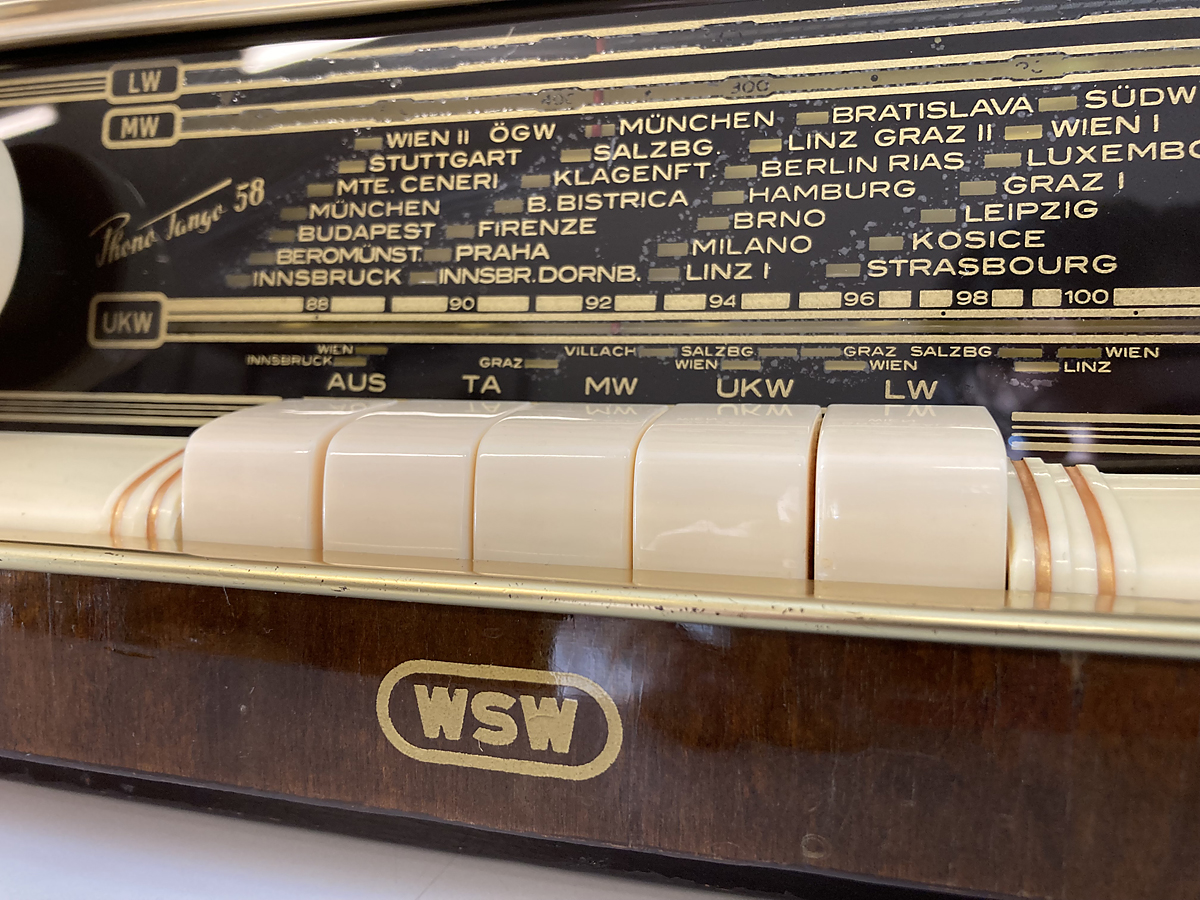 LW
MW
300
WIEN II ÖGW MÜNCHEN BRATISLAVA SÜDW
STUTTGART SALZBG. LINZ GRAZ II WIEN I
MTE. CENERI KLAGENFT. BERLIN RIAS LUXEMBO
MÜNCHEN B. BISTRICA HAMBURG GRAZ I
BUDAPEST FIRENZE BRNO LEIPZIG
BEROMÜNST. PRAHA MILANO KOSICE
INNSBRUCK INNSBR. DORNB. LINZ I STRASBOURG
Phono Tango 58
UKW
88 90 92 94 96 98 100
WIEN VILLACH SALZBG GRAZ SALZBG WIEN
INNSBRUCK GRAZ WIEN WIEN LINZ
AUS TA MW UKW LW
WSW